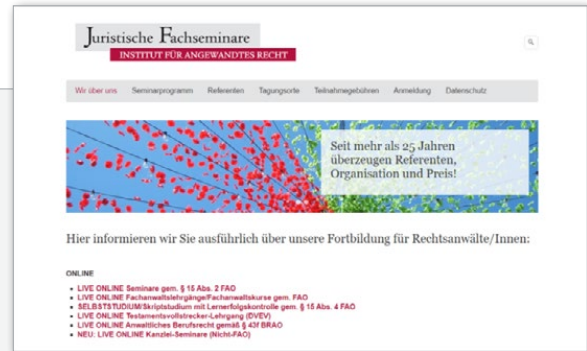 Juristische Fachseminare
INSTITUT FÜR ANGEWANDTES RECHT
Wir über uns Seminarprogramm Referenten Tagungsorte Teilnahmegebühren Anmeldung Datenschutz
Seit mehr als 25 Jahren
überzeugen Referenten,
Organisation und Preis!
Hier informieren wir Sie ausführlich über unsere Fortbildung für Rechtsanwälte/Innen:
ONLINE
• LIVE ONLINE Seminare gem. § 15 Abs. 2 FAO
• LIVE ONLINE Fachanwaltslehrgänge/Fachanwaltskurse gem. FAO
• SELBSTSTUDIUM/Skriptstudium mit Lernerfolgskontrolle gem. § 15 Abs. 4 FAO
• LIVE ONLINE Testamentsvollstrecker-Lehrgang (DVEV)
• LIVE ONLINE Anwaltliches Berufsrecht gemäß § 43f BRAO
• NEU: LIVE ONLINE Kanzlei-Seminare (Nicht-FAO)